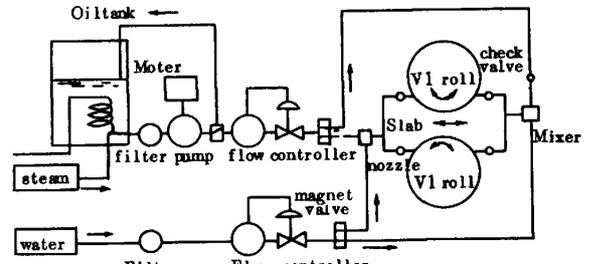 Oiltank
Moter
check
valve
V1 roll
Slab
Mixer
filter pump flow controller
nozzle
steam
V1 roll
magnet
valve
water